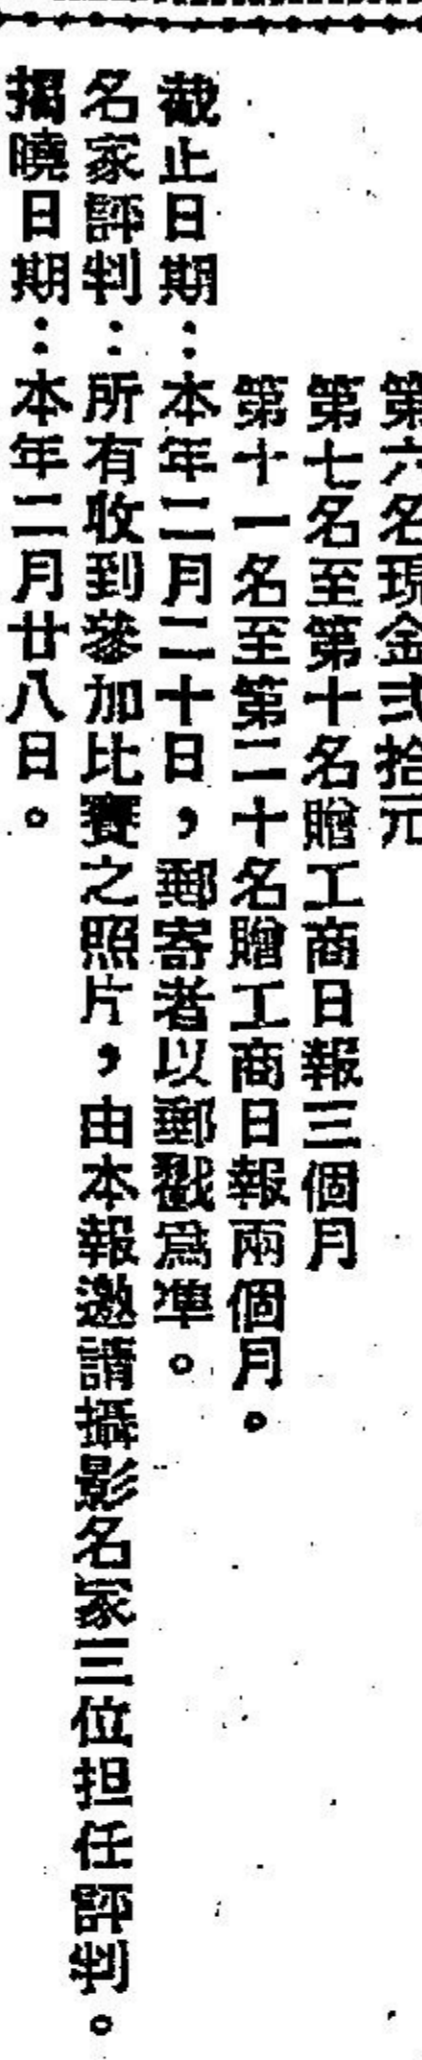 第六名現金弍拾元
第七名至第十名贈工商日報三個月
第十一名至第二十名贈工商日報兩個月。
截止日期：本年二月二十日，郵寄者以郵戳為準。
名家評判：所有收到參加比賽之照片，由本報邀請攝影名家三位担任評判。
揭曉日期：本年二月廿八日。